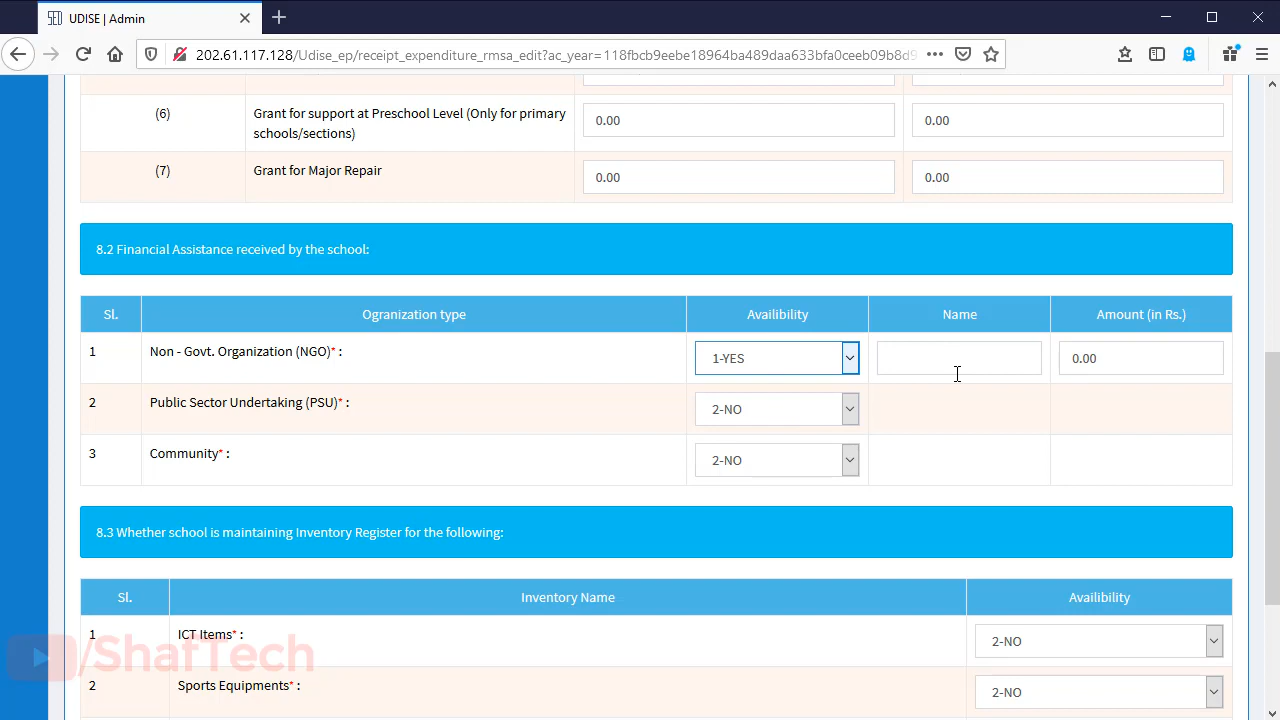 UDISE | Admin
202.61.117.128/Udise_ep/receipt_expenditure_rmsa_edit?ac_year=118fbcb9eebe18964ba489daa633bfa0ceeb09b8d9
(6) Grant for support at Preschool Level (Only for primary schools/sections) 0.00 0.00
(7) Grant for Major Repair 0.00 0.00
8.2 Financial Assistance received by the school:
Sl. Ogranization type Availibility Name Amount (in Rs.)
1 Non - Govt. Organization (NGO)* : 1-YES 0.00
2 Public Sector Undertaking (PSU)* : 2-NO
3 Community* : 2-NO
8.3 Whether school is maintaining Inventory Register for the following:
Sl. Inventory Name Availibility
1 ICT Items* : 2-NO
/ShafTech
2 Sports Equipments* : 2-NO